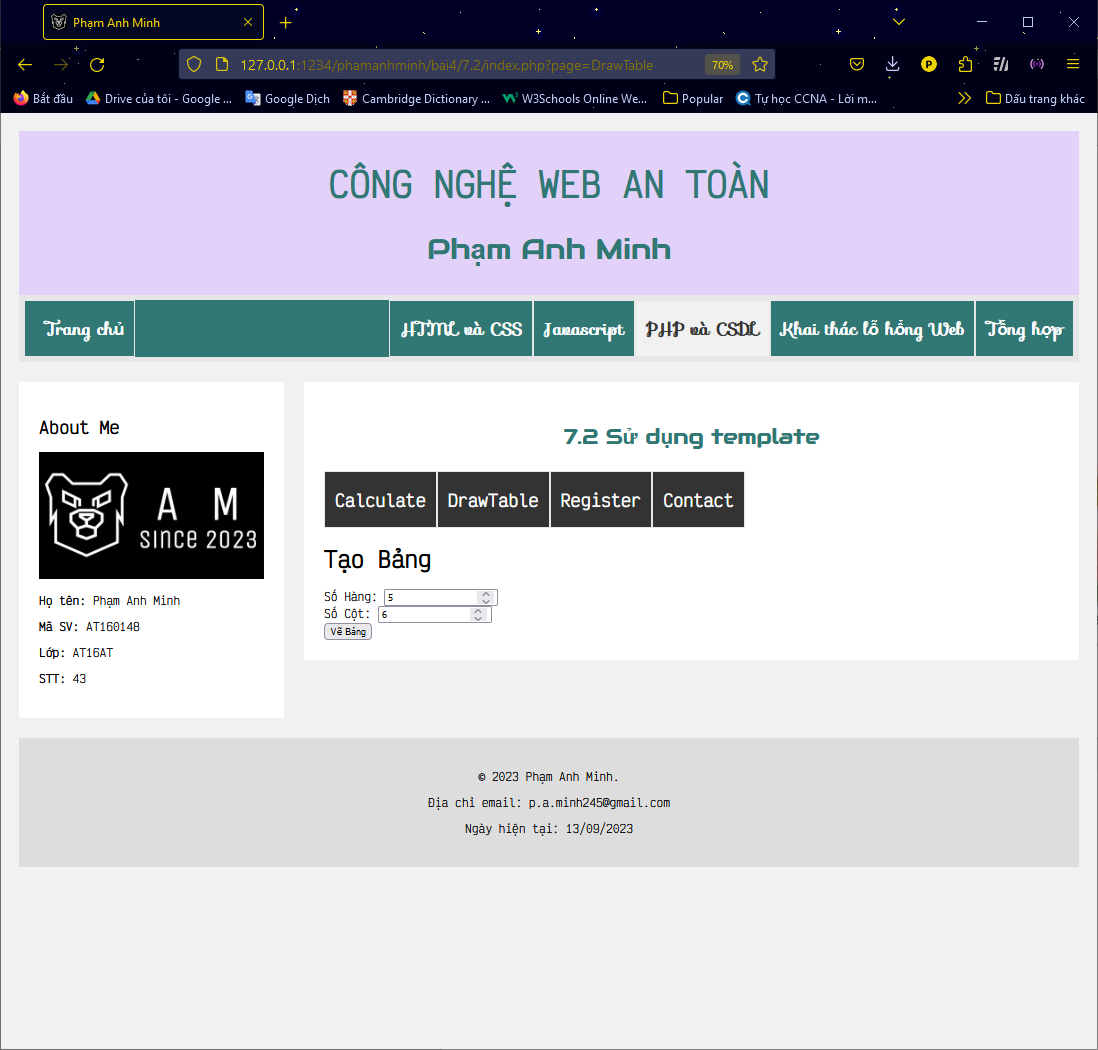 Phạm Anh Minh
127.0.0.1:1234/phamanhminh/bai4/7.2/index.php?page=DrawTable 70%
Bắt đầu Drive của tôi - Google ... Google Dịch Cambridge Dictionary ... W3Schools Online We... Popular Tự học CCNA - Lời m... Dấu trang khác
CÔNG NGHỆ WEB AN TOÀN
Phạm Anh Minh
Trang chủ HTML và CSS Javascript PHP và CSDL Khai thác lỗ hổng Web Tổng hợp
About Me
A M
SINCE 2023
Họ tên: Phạm Anh Minh
Mã SV: AT160148
Lớp: AT16AT
STT: 43
7.2 Sử dụng template
Calculate DrawTable Register Contact
Tạo Bảng
Số Hàng: 5
Số Cột: 6
Vẽ Bảng
© 2023 Phạm Anh Minh.
Địa chỉ email: p.a.minh245@gmail.com
Ngày hiện tại: 13/09/2023